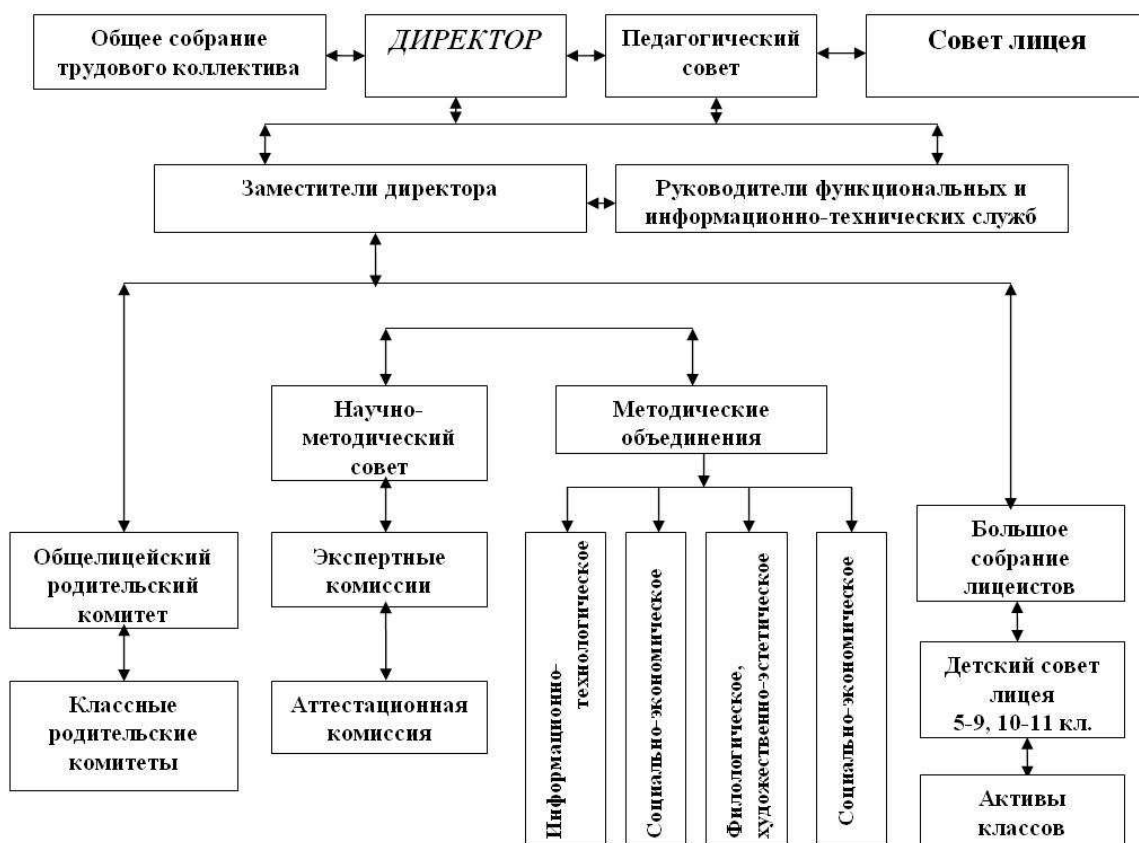 Общее собрание
трудового коллектива
ДИРЕКТОР
Педагогический
совет
Совет лицея
Заместители директора
Руководители функциональных и
информационно-технических служб
Научно-
методический
совет
Методические
объединения
Общелицейский
родительский
комитет
Экспертные
комиссии
Информационно-
технологическое
Социально-экономическое
Филологическое,
художественно-эстетическое
Социально-экономическое
Большое
собрание
лицеистов
Классные
родительские
комитеты
Аттестационная
комиссия
Детский совет
лицея
5-9, 10-11 кл.
Активы
классов